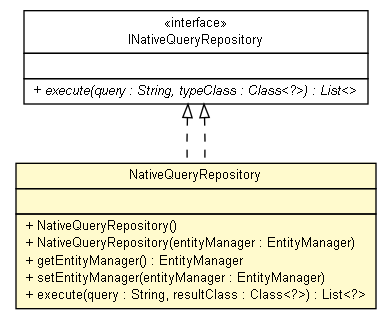 «interface»
INativeQueryRepository
+ execute(query : String, typeClass : Class<?>) : List<>
NativeQueryRepository
+ NativeQueryRepository()
+ NativeQueryRepository(entityManager : EntityManager)
+ getEntityManager() : EntityManager
+ setEntityManager(entityManager : EntityManager)
+ execute(query : String, resultClass : Class<?>) : List<?>